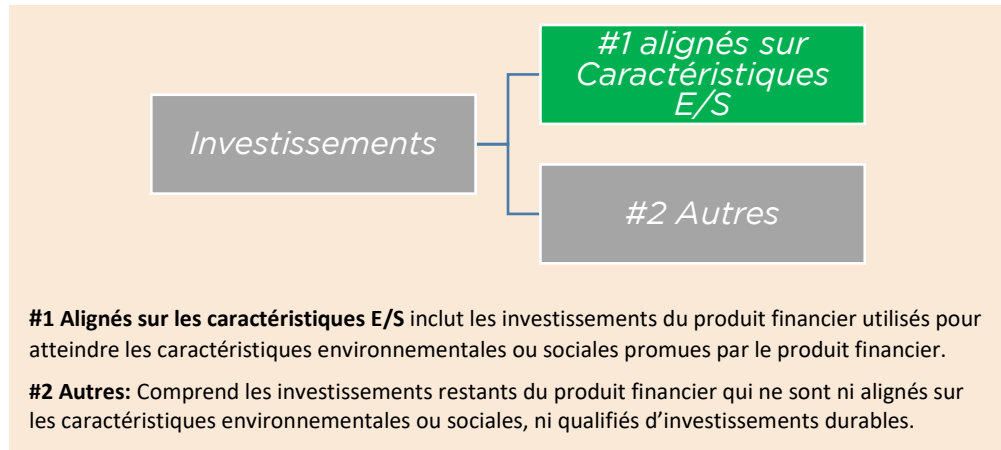 #1 alignés sur
Caractéristiques
E/S
Investissements
#2 Autres
#1 Alignés sur les caractéristiques E/S inclut les investissements du produit financier utilisés pour
atteindre les caractéristiques environnementales ou sociales promues par le produit financier.
#2 Autres: Comprend les investissements restants du produit financier qui ne sont ni alignés sur
les caractéristiques environnementales ou sociales, ni qualifiés d’investissements durables.